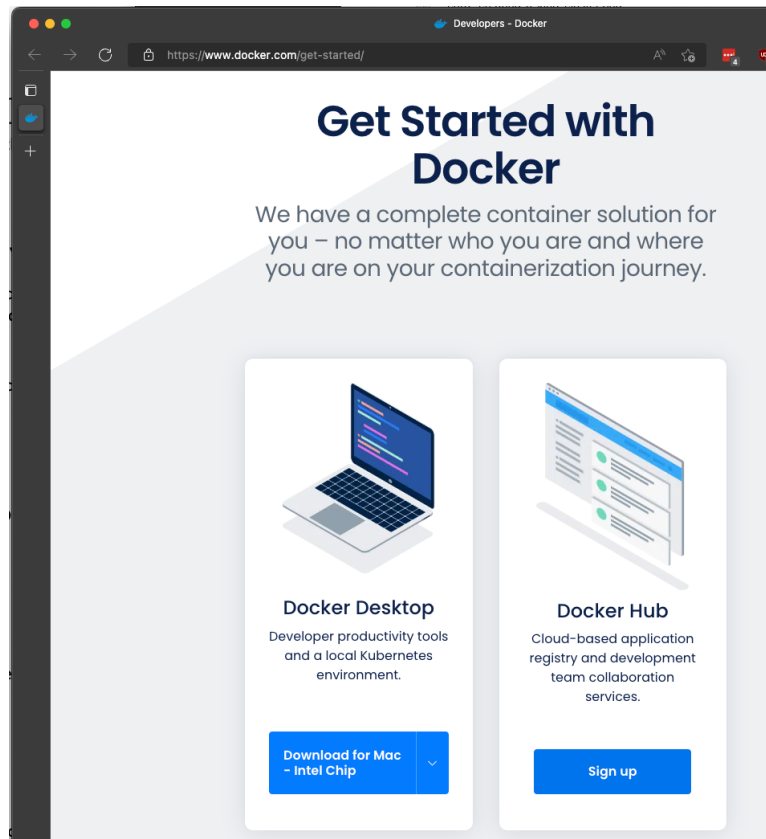 Developers - Docker
https://www.docker.com/get-started/
4
Get Started with
Docker
We have a complete container solution for
you – no matter who you are and where
you are on your containerization journey.
Docker Desktop
Developer productivity tools
and a local Kubernetes
environment.
Download for Mac
- Intel Chip
Docker Hub
Cloud-based application
registry and development
team collaboration
services.
Sign up